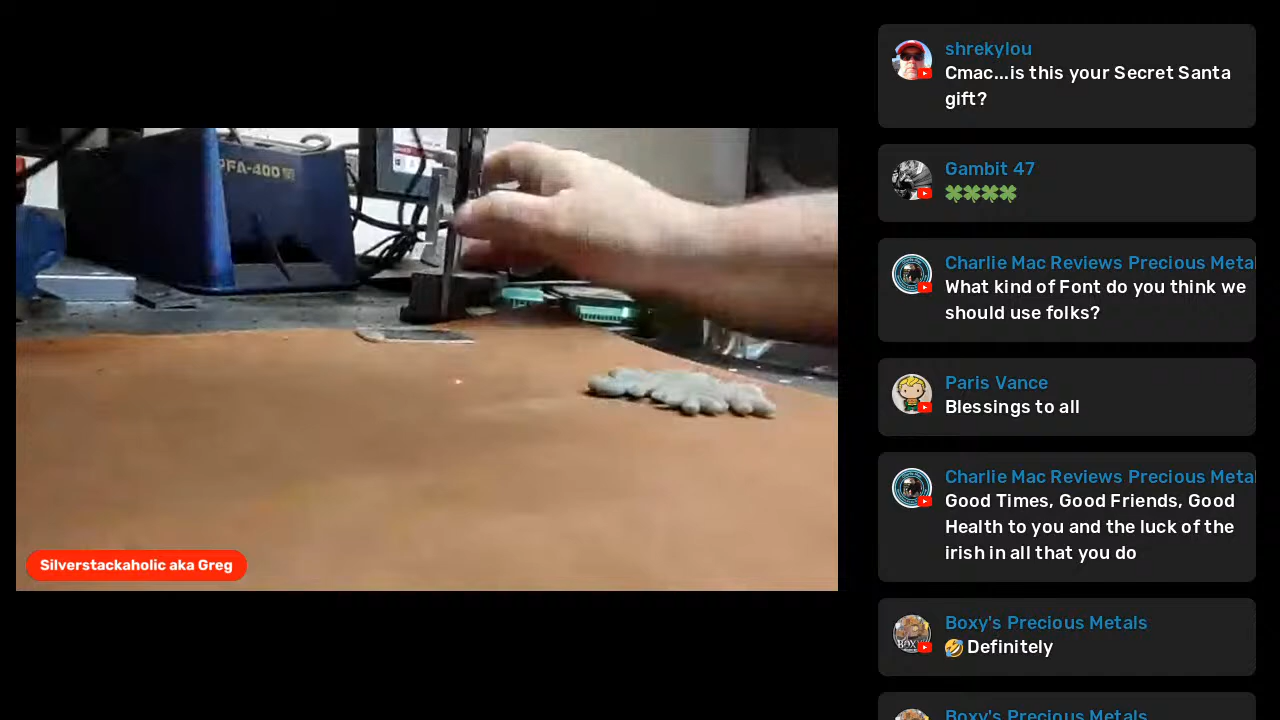 shrekylou
Cmac...is this your Secret Santa
gift?
Gambit 47
🍀🍀🍀🍀
Charlie Mac Reviews Precious Metal
What kind of Font do you think we
should use folks?
Paris Vance
Blessings to all
Charlie Mac Reviews Precious Metal
Good Times, Good Friends, Good
Health to you and the luck of the
irish in all that you do
Boxy's Precious Metals
🤣 Definitely
Boxy's Precious Metals
PFA-400
Silverstackaholic aka Greg